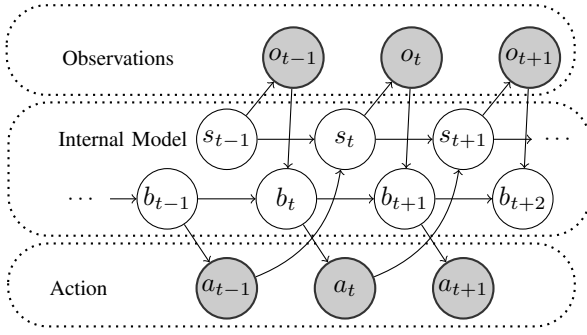 Observations o_{t−1} o_t o_{t+1}
Internal Model s_{t−1} s_t s_{t+1} ···
··· b_{t−1} b_t b_{t+1} b_{t+2}
Action a_{t−1} a_t a_{t+1}